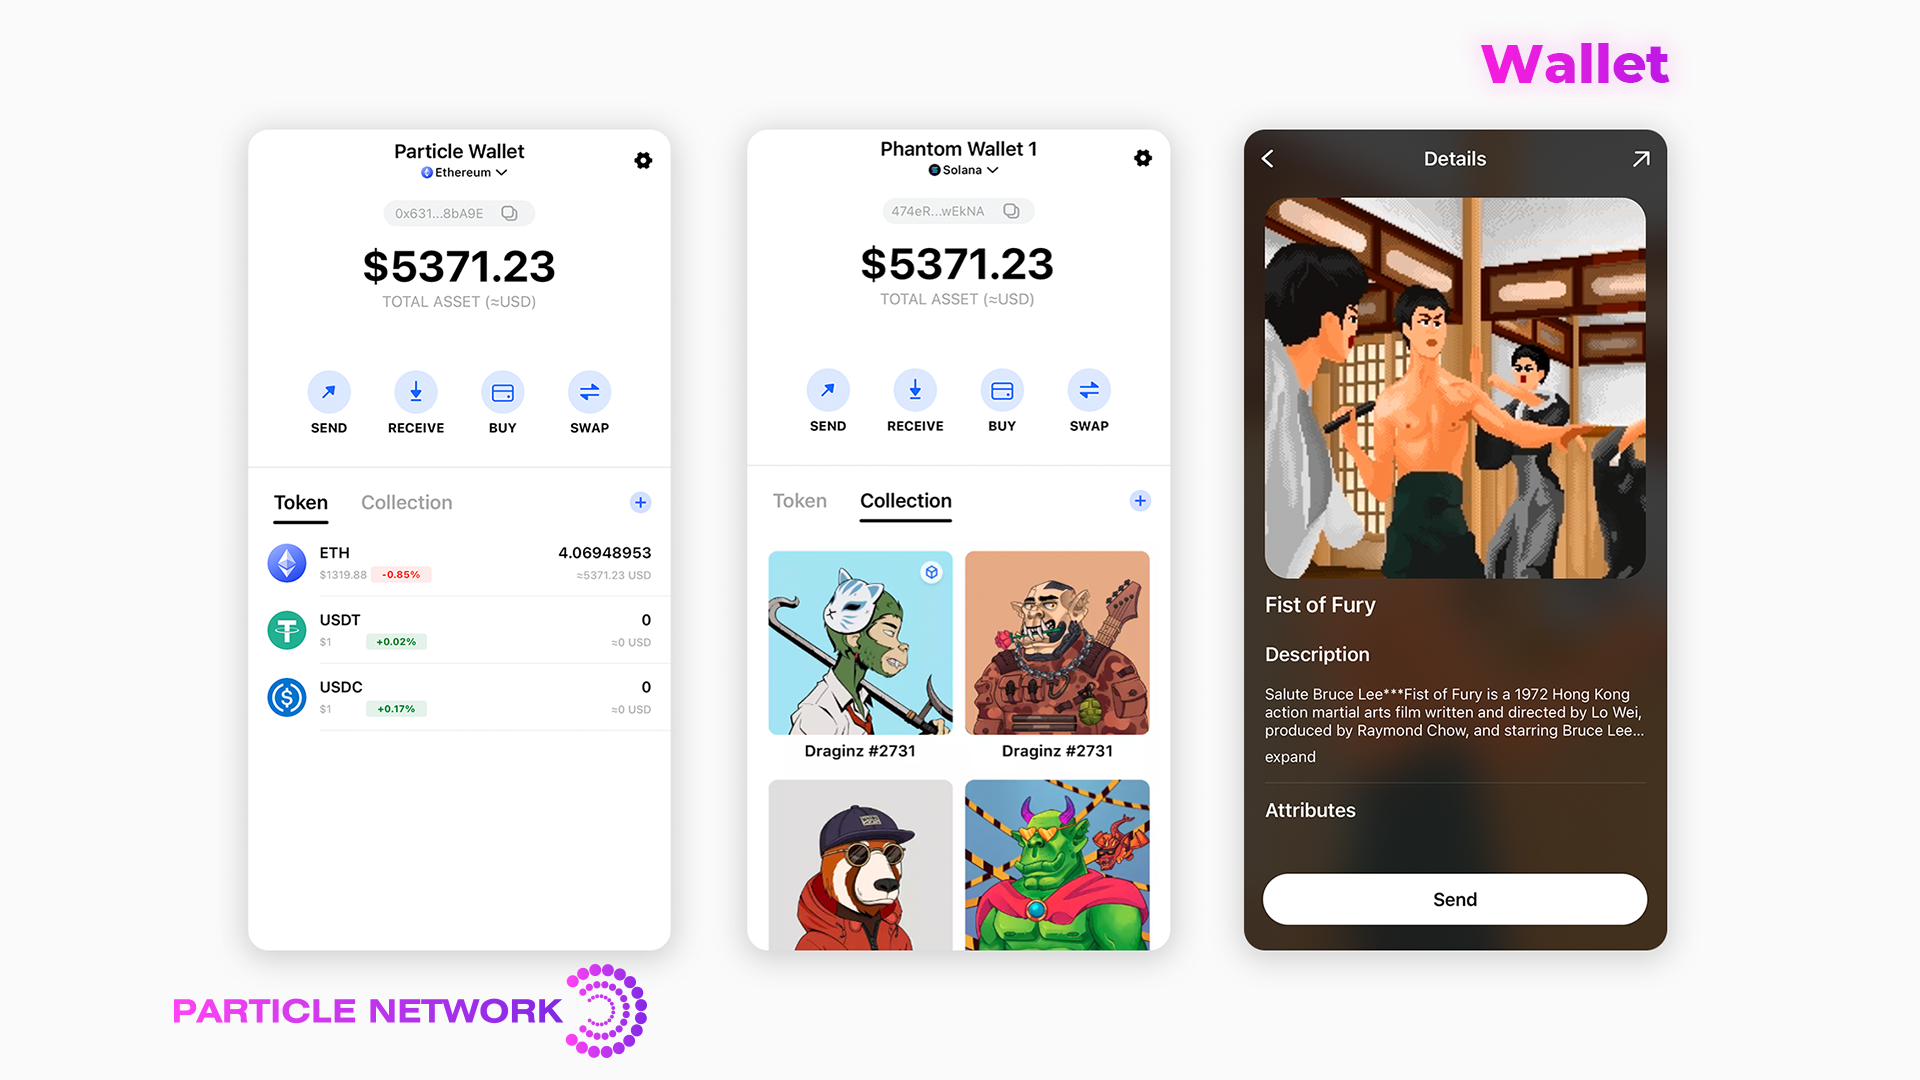 Wallet
Particle Wallet
Ethereum
0x631...8bA9E
$5371.23
TOTAL ASSET (≈USD)
SEND
RECEIVE
BUY
SWAP
Token
Collection
ETH
4.06948953
$1319.88
-0.85%
≈5371.23 USD
USDT
0
$1
+0.02%
≈0 USD
USDC
0
$1
+0.17%
≈0 USD
Phantom Wallet 1
Solana
474eR...wEkNA
$5371.23
TOTAL ASSET (≈USD)
SEND
RECEIVE
BUY
SWAP
Token
Collection
Draginz #2731
Draginz #2731
Details
Fist of Fury
Description
Salute Bruce Lee***Fist of Fury is a 1972 Hong Kong
action martial arts film written and directed by Lo Wei,
produced by Raymond Chow, and starring Bruce Lee...
expand
Attributes
Send
PARTICLE NETWORK